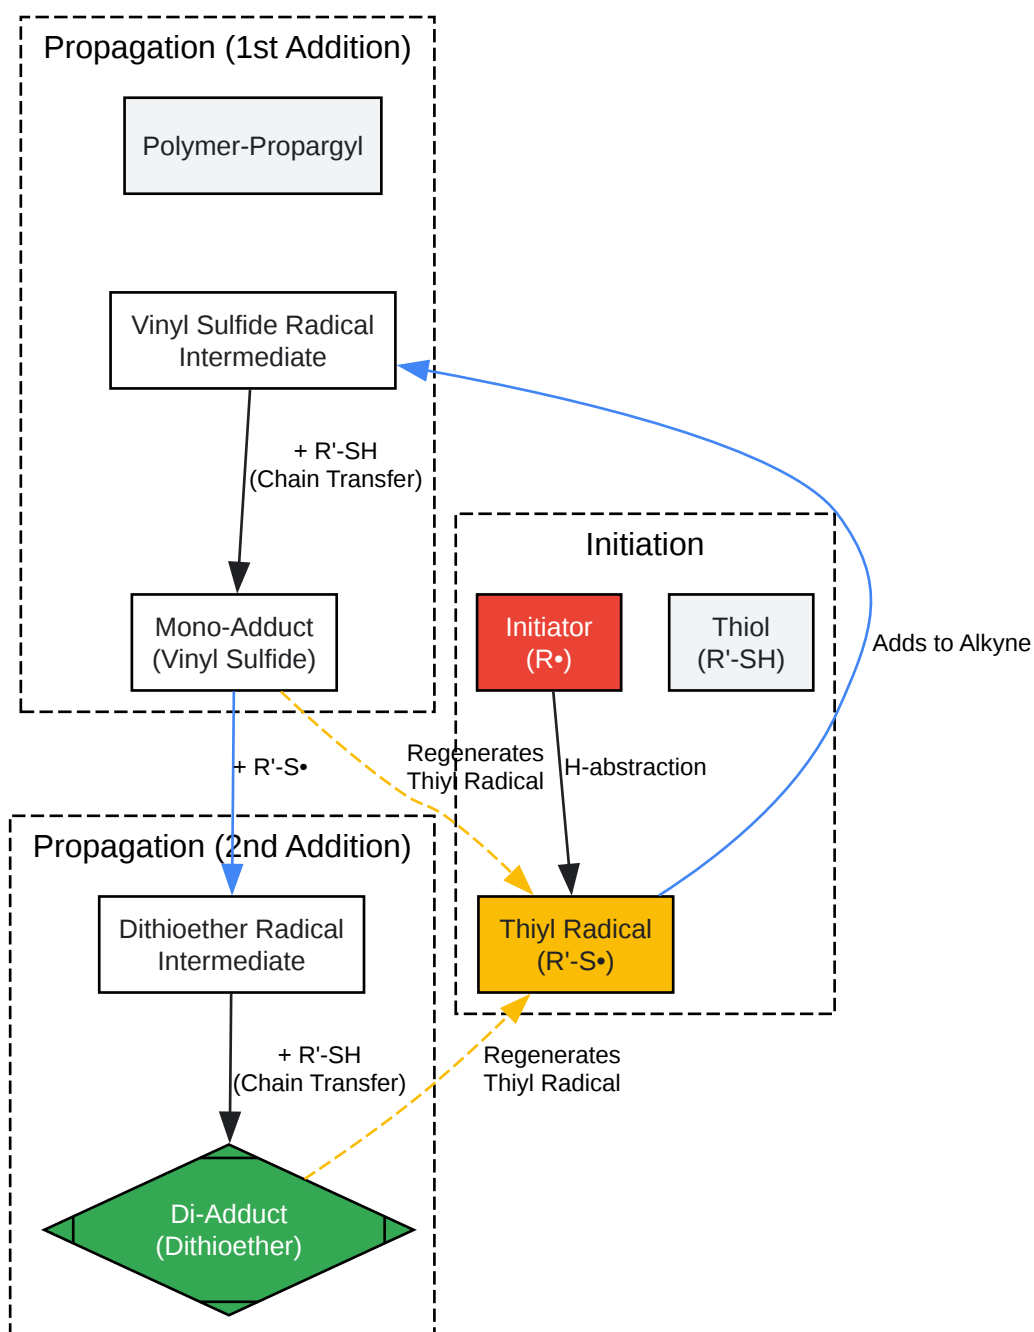 Propagation (1st Addition)
Polymer-Propargyl
Vinyl Sulfide Radical
Intermediate
+ R'-SH
(Chain Transfer)
Initiation
Mono-Adduct
(Vinyl Sulfide)
Initiator
(R•)
Thiol
(R'-SH)
Adds to Alkyne
+ R'-S•
Regenerates
Thiyl Radical
H-abstraction
Propagation (2nd Addition)
Dithioether Radical
Intermediate
Thiyl Radical
(R'-S•)
+ R'-SH
(Chain Transfer)
Regenerates
Thiyl Radical
Di-Adduct
(Dithioether)